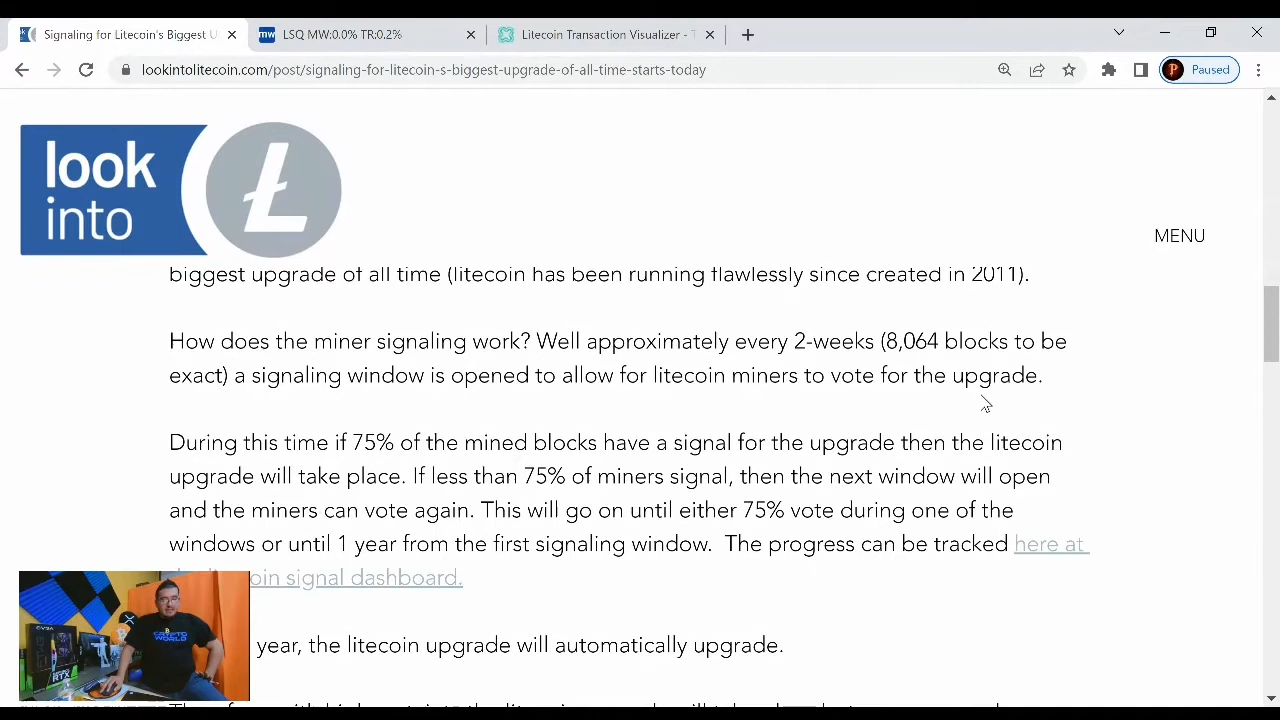 Signaling for Litecoin's Biggest U
LSQ MW:0.0% TR:0.2%
Litecoin Transaction Visualizer - T
lookintolitecoin.com/post/signaling-for-litecoin-s-biggest-upgrade-of-all-time-starts-today
Paused
look
into
MENU
biggest upgrade of all time (litecoin has been running flawlessly since created in 2011).
How does the miner signaling work? Well approximately every 2-weeks (8,064 blocks to be
exact) a signaling window is opened to allow for litecoin miners to vote for the upgrade.
During this time if 75% of the mined blocks have a signal for the upgrade then the litecoin
upgrade will take place. If less than 75% of miners signal, then the next window will open
and the miners can vote again. This will go on until either 75% vote during one of the
windows or until 1 year from the first signaling window.  The progress can be tracked here at
oin signal dashboard.
year, the litecoin upgrade will automatically upgrade.
CRYPTO
WORLD
EVGA
RTX